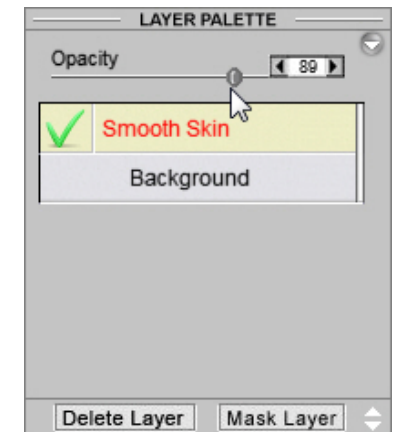 LAYER PALETTE
Opacity 89
Smooth Skin
Background
Delete Layer Mask Layer